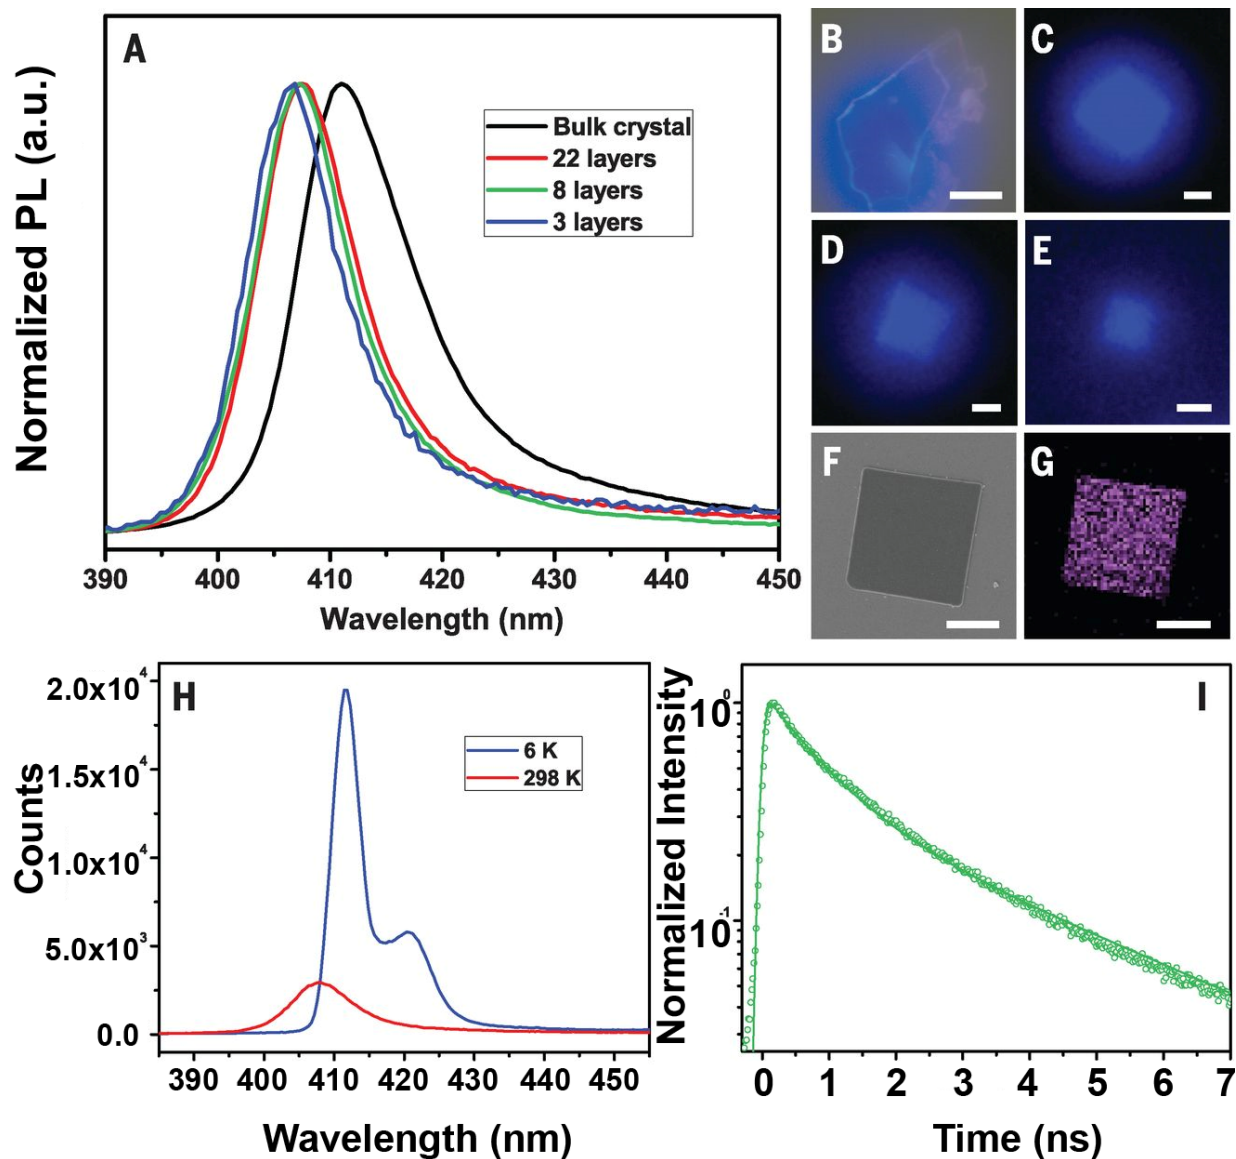 A
Normalized PL (a.u.)
Bulk crystal
22 layers
8 layers
3 layers
390 400 410 420 430 440 450
Wavelength (nm)
B
C
D
E
F
G
H
Counts
2.0x10⁴
1.5x10⁴
1.0x10⁴
5.0x10³
0.0
6 K
298 K
390 400 410 420 430 440 450
Wavelength (nm)
I
Normalized Intensity
10⁰
10⁻¹
0 1 2 3 4 5 6 7
Time (ns)